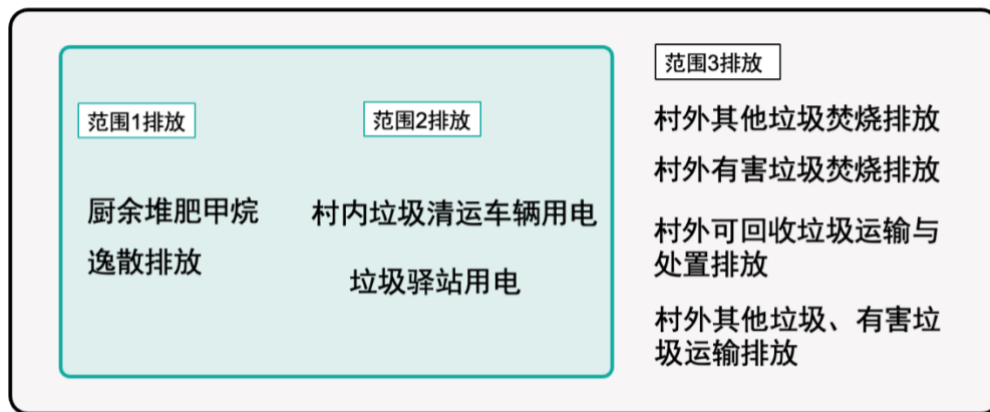 范围1排放
厨余堆肥甲烷
逸散排放
范围2排放
村内垃圾清运车辆用电
垃圾驿站用电
范围3排放
村外其他垃圾焚烧排放
村外有害垃圾焚烧排放
村外可回收垃圾运输与
处置排放
村外其他垃圾、有害垃
圾运输排放